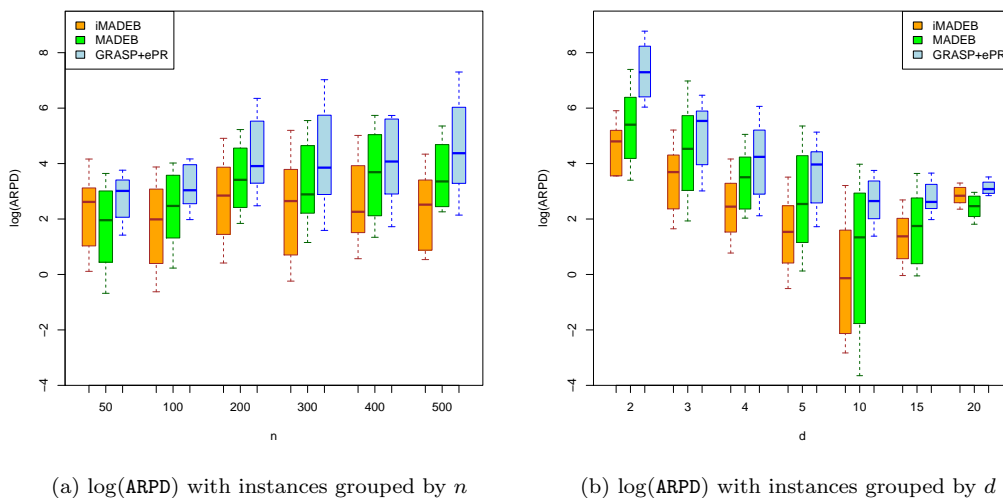 iMADEB
MADEB
GRASP+ePR
log(ARPD)
8
6
4
2
0
−2
−4
50 100 200 300 400 500
n
(a) log(ARPD) with instances grouped by n
iMADEB
MADEB
GRASP+ePR
log(ARPD)
8
6
4
2
0
−2
−4
2 3 4 5 10 15 20
d
(b) log(ARPD) with instances grouped by d